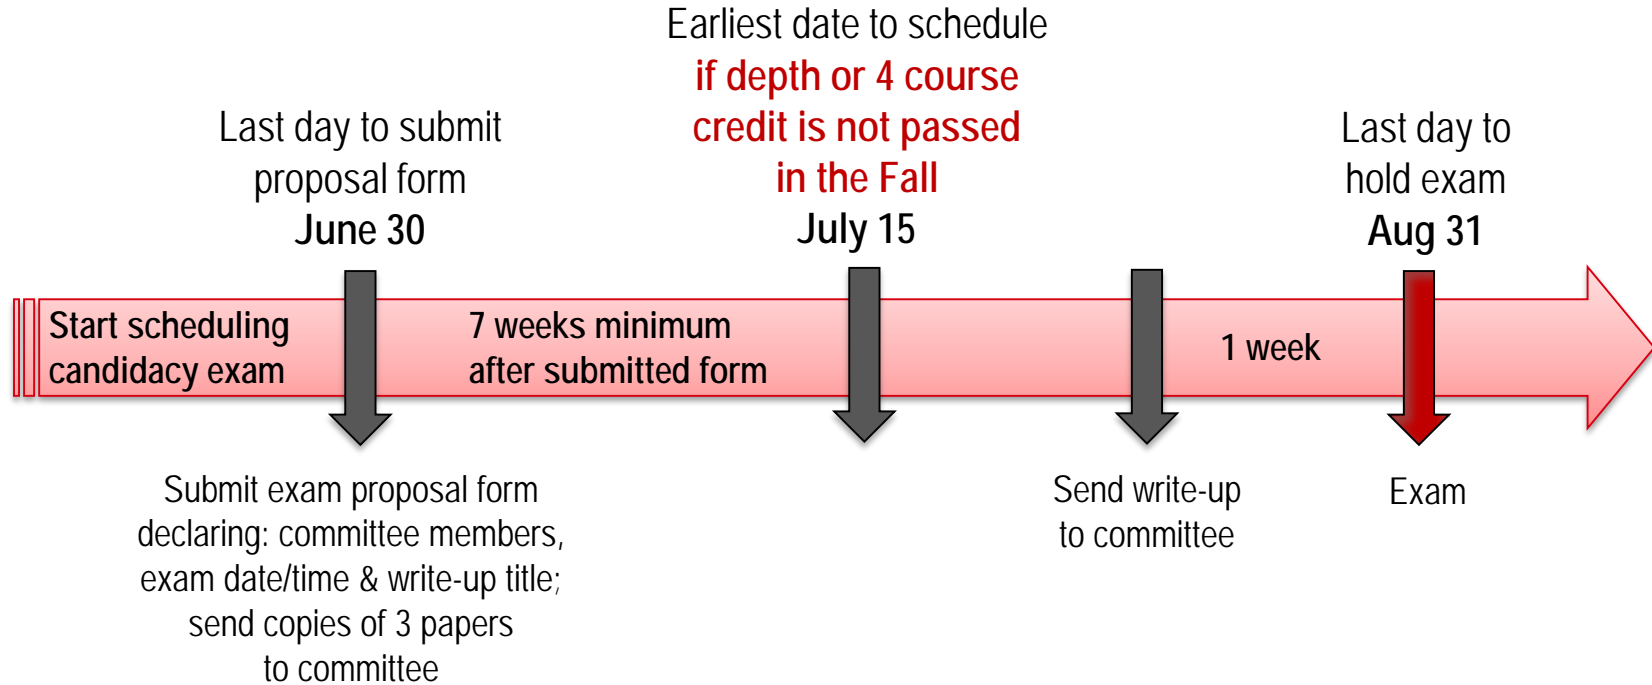 Earliest date to schedule
if depth or 4 course
credit is not passed
in the Fall
July 15
Last day to submit
proposal form
June 30
Last day to
hold exam
Aug 31
Start scheduling
candidacy exam
7 weeks minimum
after submitted form
1 week
Submit exam proposal form
declaring: committee members,
exam date/time & write-up title;
send copies of 3 papers
to committee
Send write-up
to committee
Exam